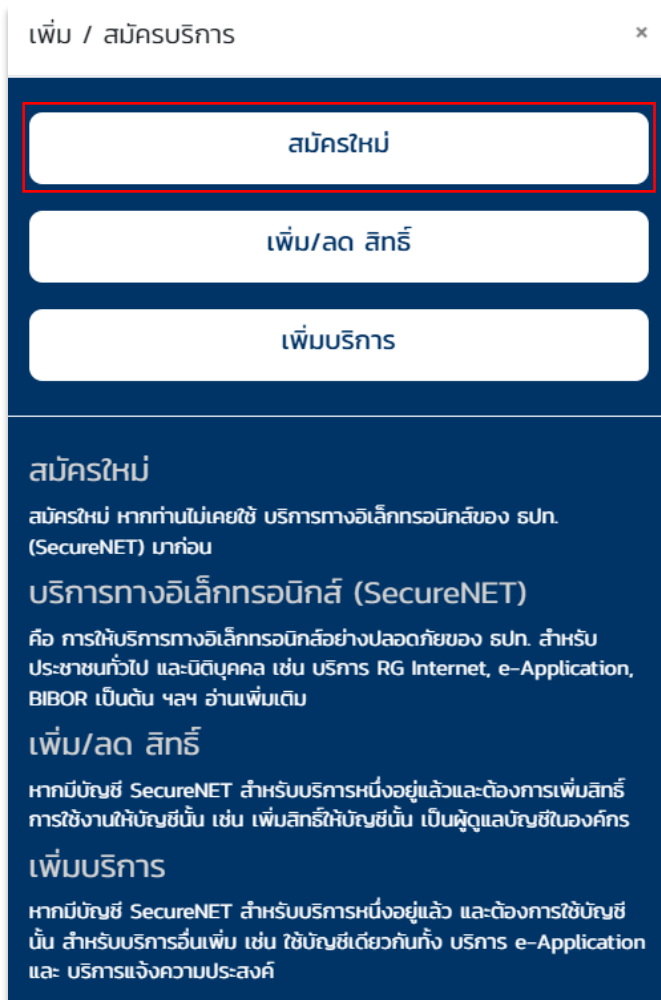 เพิ่ม / สมัครบริการ ×
สมัครใหม่
เพิ่ม/ลด สิทธิ์
เพิ่มบริการ
สมัครใหม่
สมัครใหม่ หากท่านไม่เคยใช้ บริการทางอิเล็กทรอนิกส์ของ ธปท.
(SecureNET) มาก่อน
บริการทางอิเล็กทรอนิกส์ (SecureNET)
คือ การให้บริการทางอิเล็กทรอนิกส์อย่างปลอดภัยของ ธปท. สำหรับ
ประชาชนทั่วไป และนิติบุคคล เช่น บริการ RG Internet, e-Application,
BIBOR เป็นต้น ฯลฯ อ่านเพิ่มเติม
เพิ่ม/ลด สิทธิ์
หากมีบัญชี SecureNET สำหรับบริการหนึ่งอยู่แล้วและต้องการเพิ่มสิทธิ์
การใช้งานให้บัญชีนั้น เช่น เพิ่มสิทธิ์ให้บัญชีนั้น เป็นผู้ดูแลบัญชีในองค์กร
เพิ่มบริการ
หากมีบัญชี SecureNET สำหรับบริการหนึ่งอยู่แล้ว และต้องการใช้บัญชี
นั้น สำหรับบริการอื่นเพิ่ม เช่น ใช้บัญชีเดียวกันทั้ง บริการ e-Application
และ บริการแจ้งความประสงค์